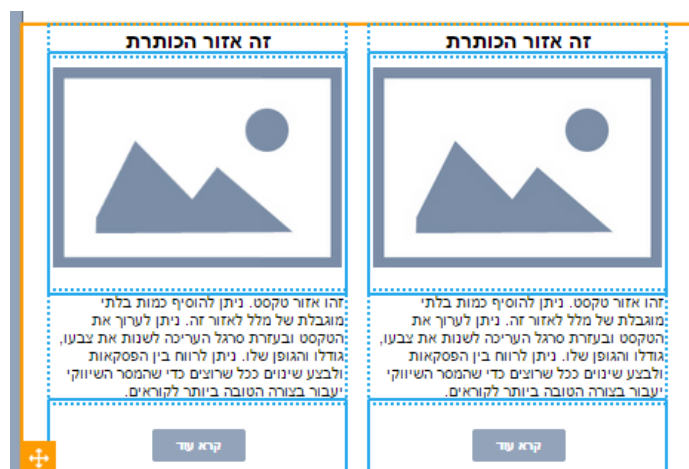 זה אזור הכותרת
זהו אזור טקסט. ניתן להוסיף כמות בלתי
מוגבלת של מלל לאזור זה. ניתן לערוך את
הטקסט ובעזרת סרגל העריכה לשנות את צבעו,
גודלו והגופן שלו. ניתן לרווח בין הפסקאות
ולבצע שינוים ככל שרוצים כדי שהמסר השיווקי
יעבור בצורה הטובה ביותר לקוראים.
קרא עוד
זה אזור הכותרת
זהו אזור טקסט. ניתן להוסיף כמות בלתי
מוגבלת של מלל לאזור זה. ניתן לערוך את
הטקסט ובעזרת סרגל העריכה לשנות את צבעו,
גודלו והגופן שלו. ניתן לרווח בין הפסקאות
ולבצע שינוים ככל שרוצים כדי שהמסר השיווקי
יעבור בצורה הטובה ביותר לקוראים.
קרא עוד